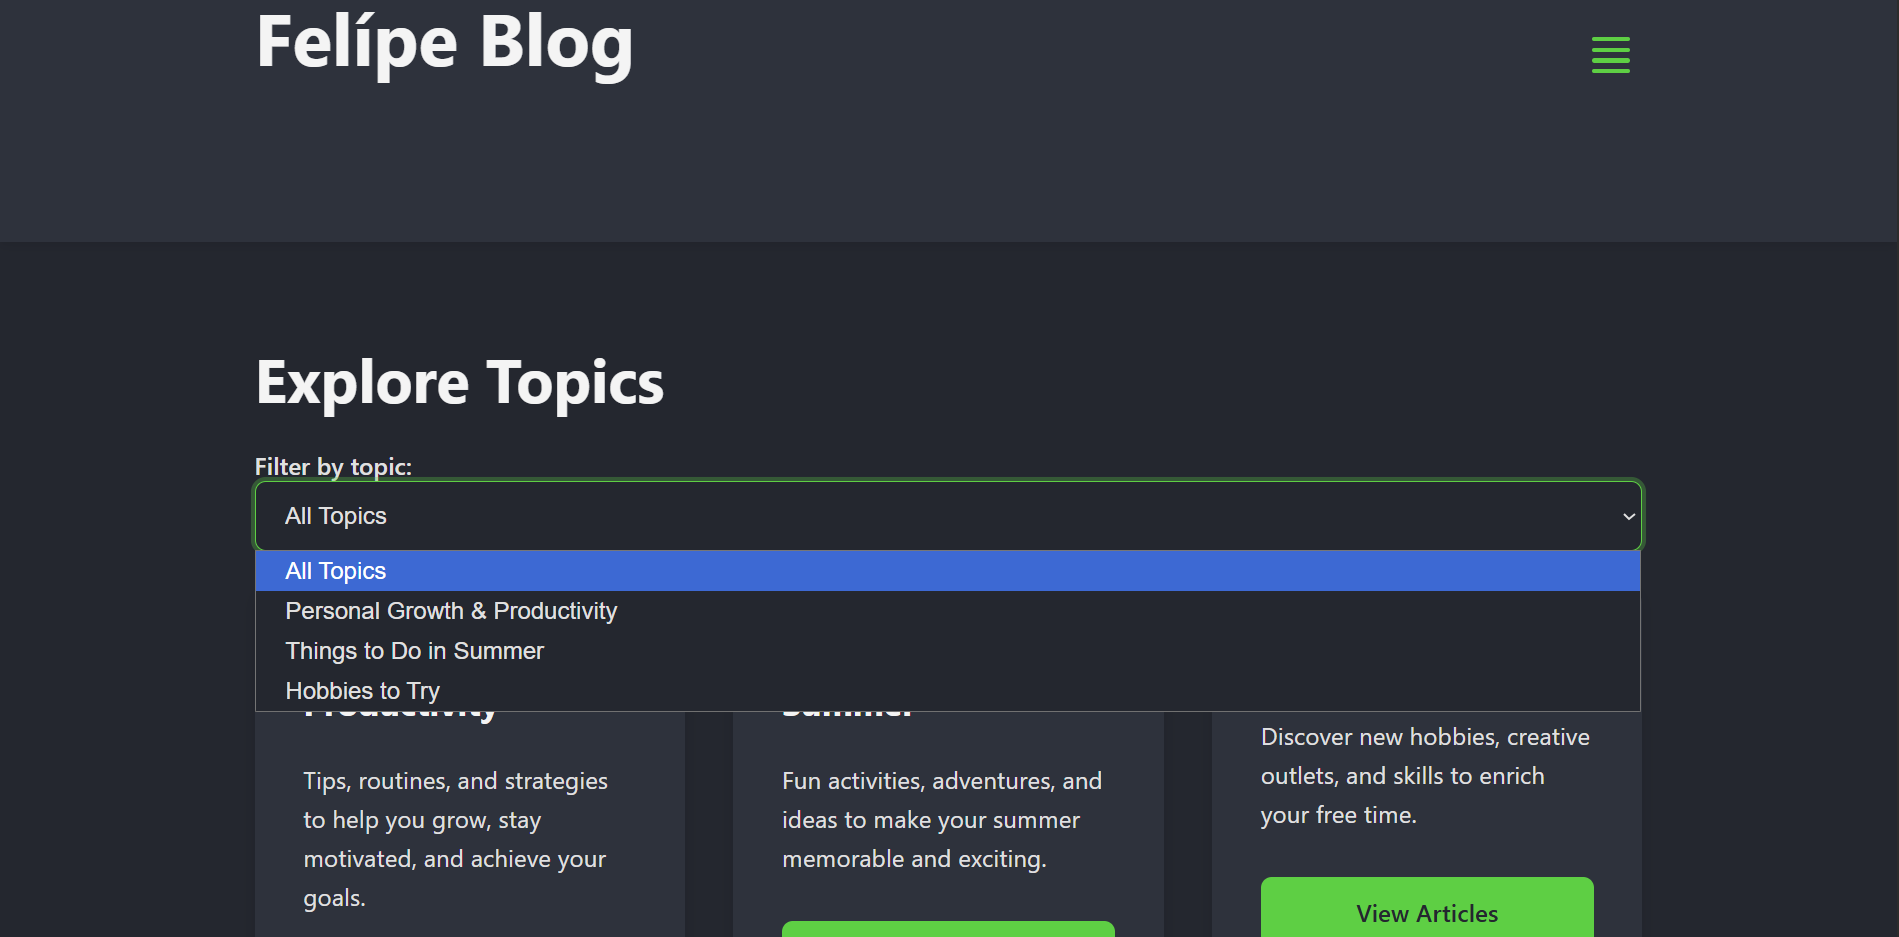 Felípe Blog
Explore Topics
Filter by topic:
All Topics
All Topics
Personal Growth & Productivity
Things to Do in Summer
Hobbies to Try
Productivity
Tips, routines, and strategies
to help you grow, stay
motivated, and achieve your
goals.
Summer
Fun activities, adventures, and
ideas to make your summer
memorable and exciting.
Discover new hobbies, creative
outlets, and skills to enrich
your free time.
View Articles